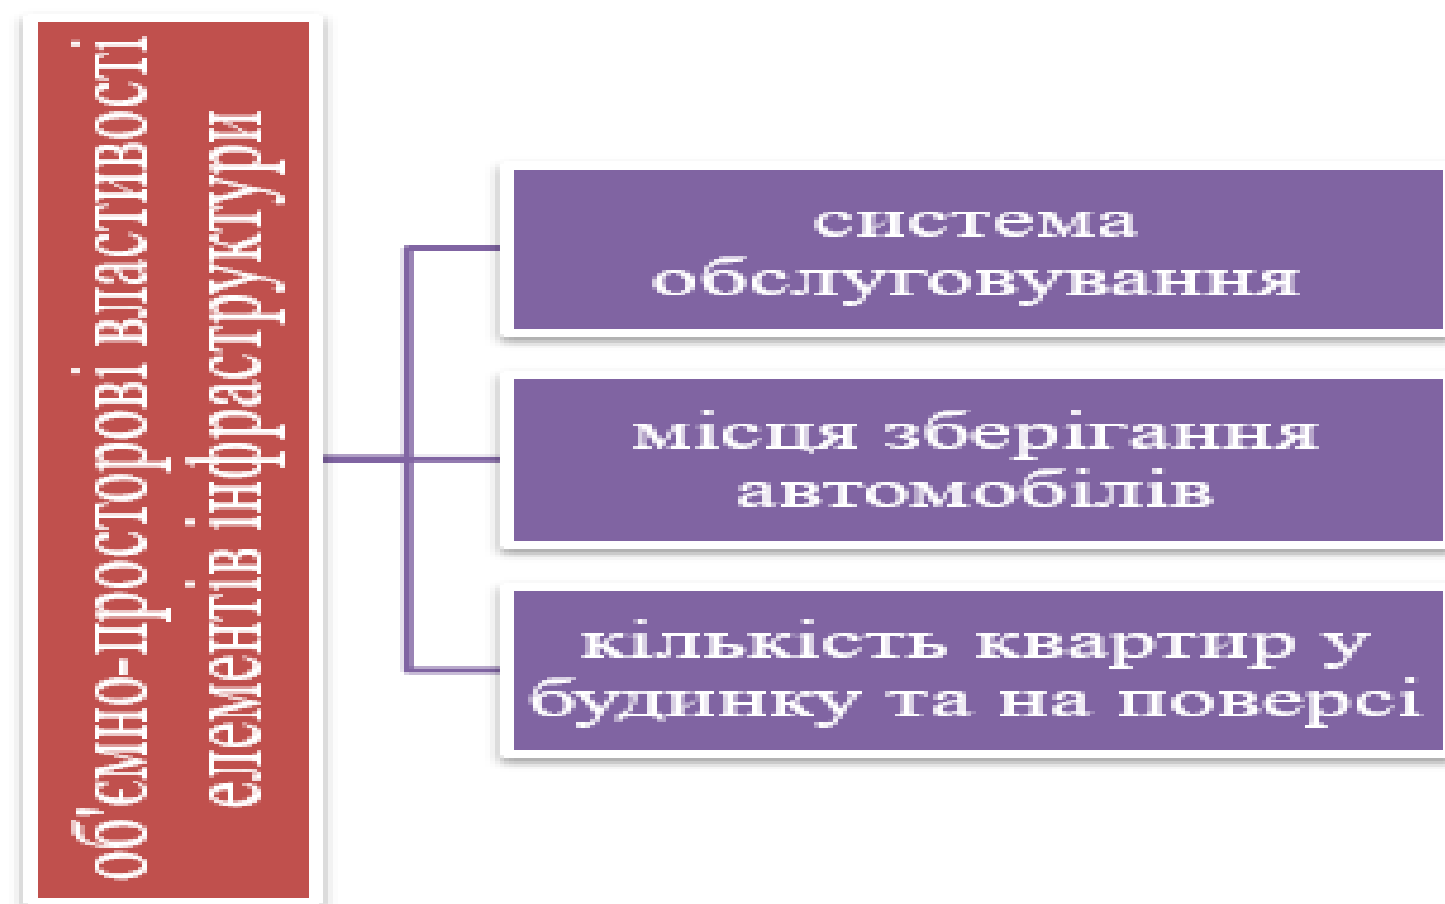 об'ємно-просторові властивості
елементів інфраструктури
система
обслуговування
місця зберігання
автомобілів
кількість квартир у
будинку та на поверсі